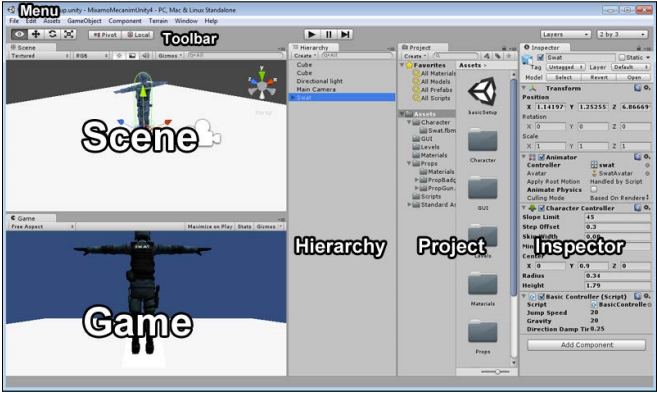 Menu
up.unity - MixamoMecanimUnity4 - PC, Mac & Linux Standalone
File Edit Assets GameObject Component Terrain Window Help
Pivot Local
Toolbar
Layers 2 by 3
Scene
Textured RGB Gizmos All
y
x
z
Persp
Scene
Game
Free Aspect Maximize on Play Stats Gizmos
SWAT
Game
Hierarchy
Create All
Cube
Cube
Directional light
Main Camera
Swat
Hierarchy
Project
Create
Favorites
All Materials
All Models
All Prefabs
All Scripts
Assets
Character
Swat.fbm
GUI
Levels
Materials
Props
Materials
PropBadg
PropGun.
Scripts
Standard As
Assets
basicSetup
Character
GUI
Levels
Materials
Props
Project
Inspector
Swat Static
Tag Untagged Layer Default
Model Select Revert Open
Transform
Position
X 1.14197 Y 1.25255 Z 6.86669
Rotation
X 0 Y 0 Z 0
Scale
X 1 Y 1 Z 1
Animator
Controller swat
Avatar SwatAvatar
Apply Root Motion Handled by Script
Animate Physics
Culling Mode Based On Rendere
Character Controller
Slope Limit 45
Step Offset 0.3
Skin Width 0.08
Min
Inspector
Center
X 0 Y 0.9 Z 0
Radius 0.34
Height 1.79
Basic Controller (Script)
Script BasicControlle
Jump Speed 20
Gravity 20
Direction Damp Tir 0.25
Add Component